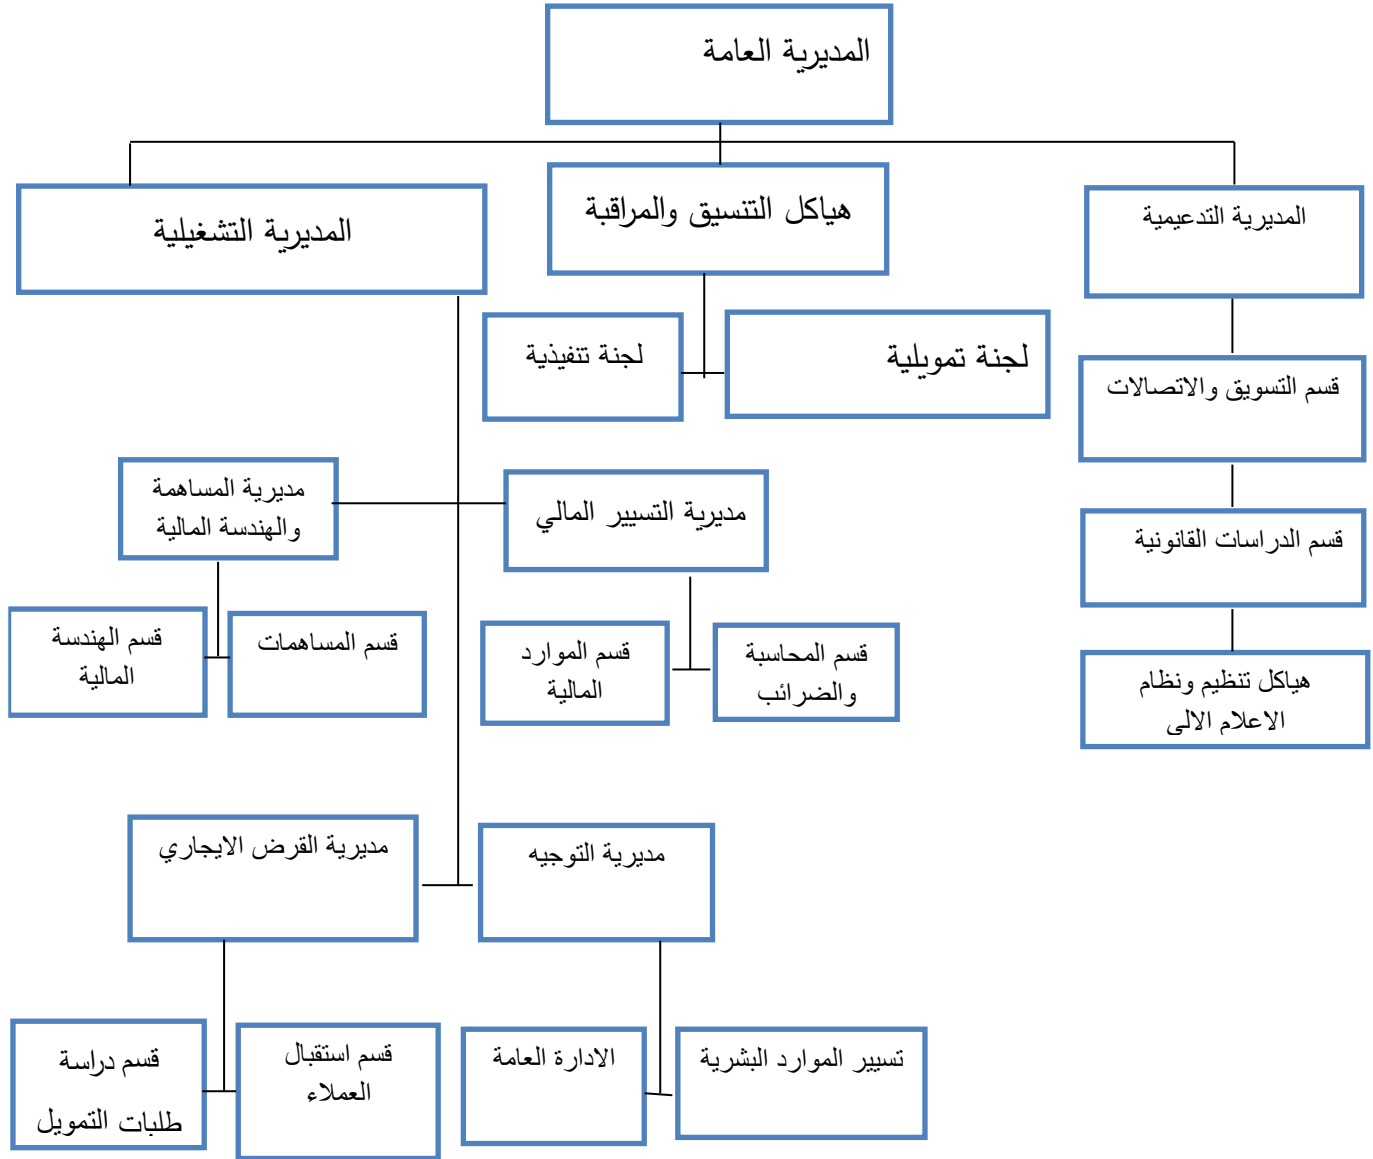 المديرية العامة
المديرية التدعيمية
هياكل التنسيق والمراقبة
المديرية التشغيلية
لجنة تمويلية
لجنة تنفيذية
قسم التسويق والاتصالات
مديرية التسيير المالي
مديرية المساهمة
والهندسة المالية
قسم الدراسات القانونية
هياكل تنظيم ونظام
الاعلام الالى
قسم المحاسبة
والضرائب
قسم الموارد
المالية
قسم المساهمات
قسم الهندسة
المالية
مديرية التوجيه
مديرية القرض الايجاري
تسيير الموارد البشرية
الادارة العامة
قسم استقبال
العملاء
قسم دراسة
طلبات التمويل